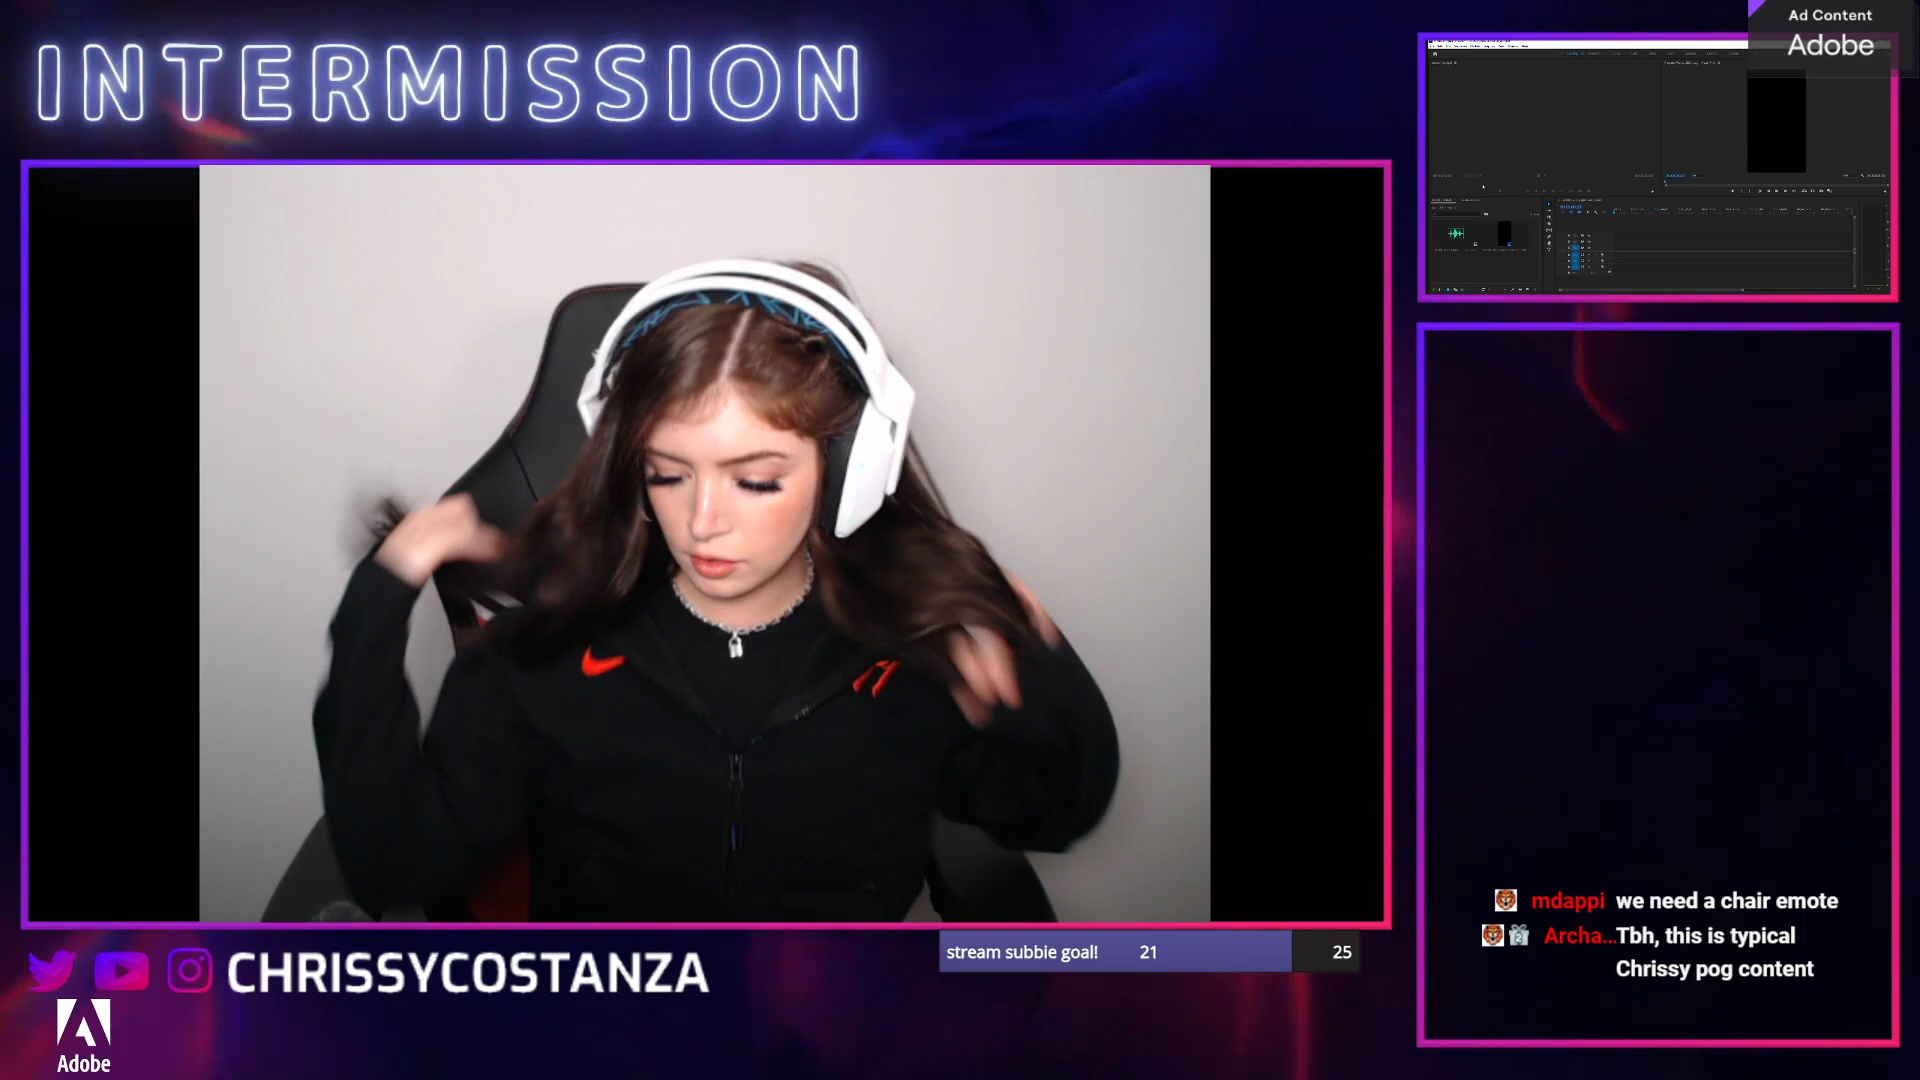 INTERMISSION
Ad Content
Adobe
mdappi we need a chair emote
Archa...Tbh, this is typical
Chrissy pog content
stream subbie goal! 21 25
CHRISSYCOSTANZA
Adobe